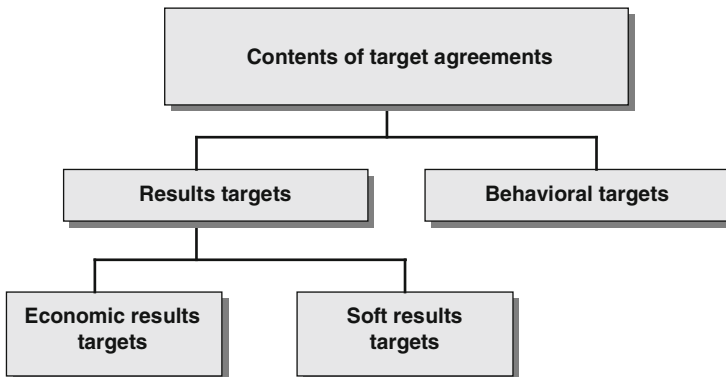 Contents of target agreements
Results targets
Behavioral targets
Economic results
targets
Soft results
targets